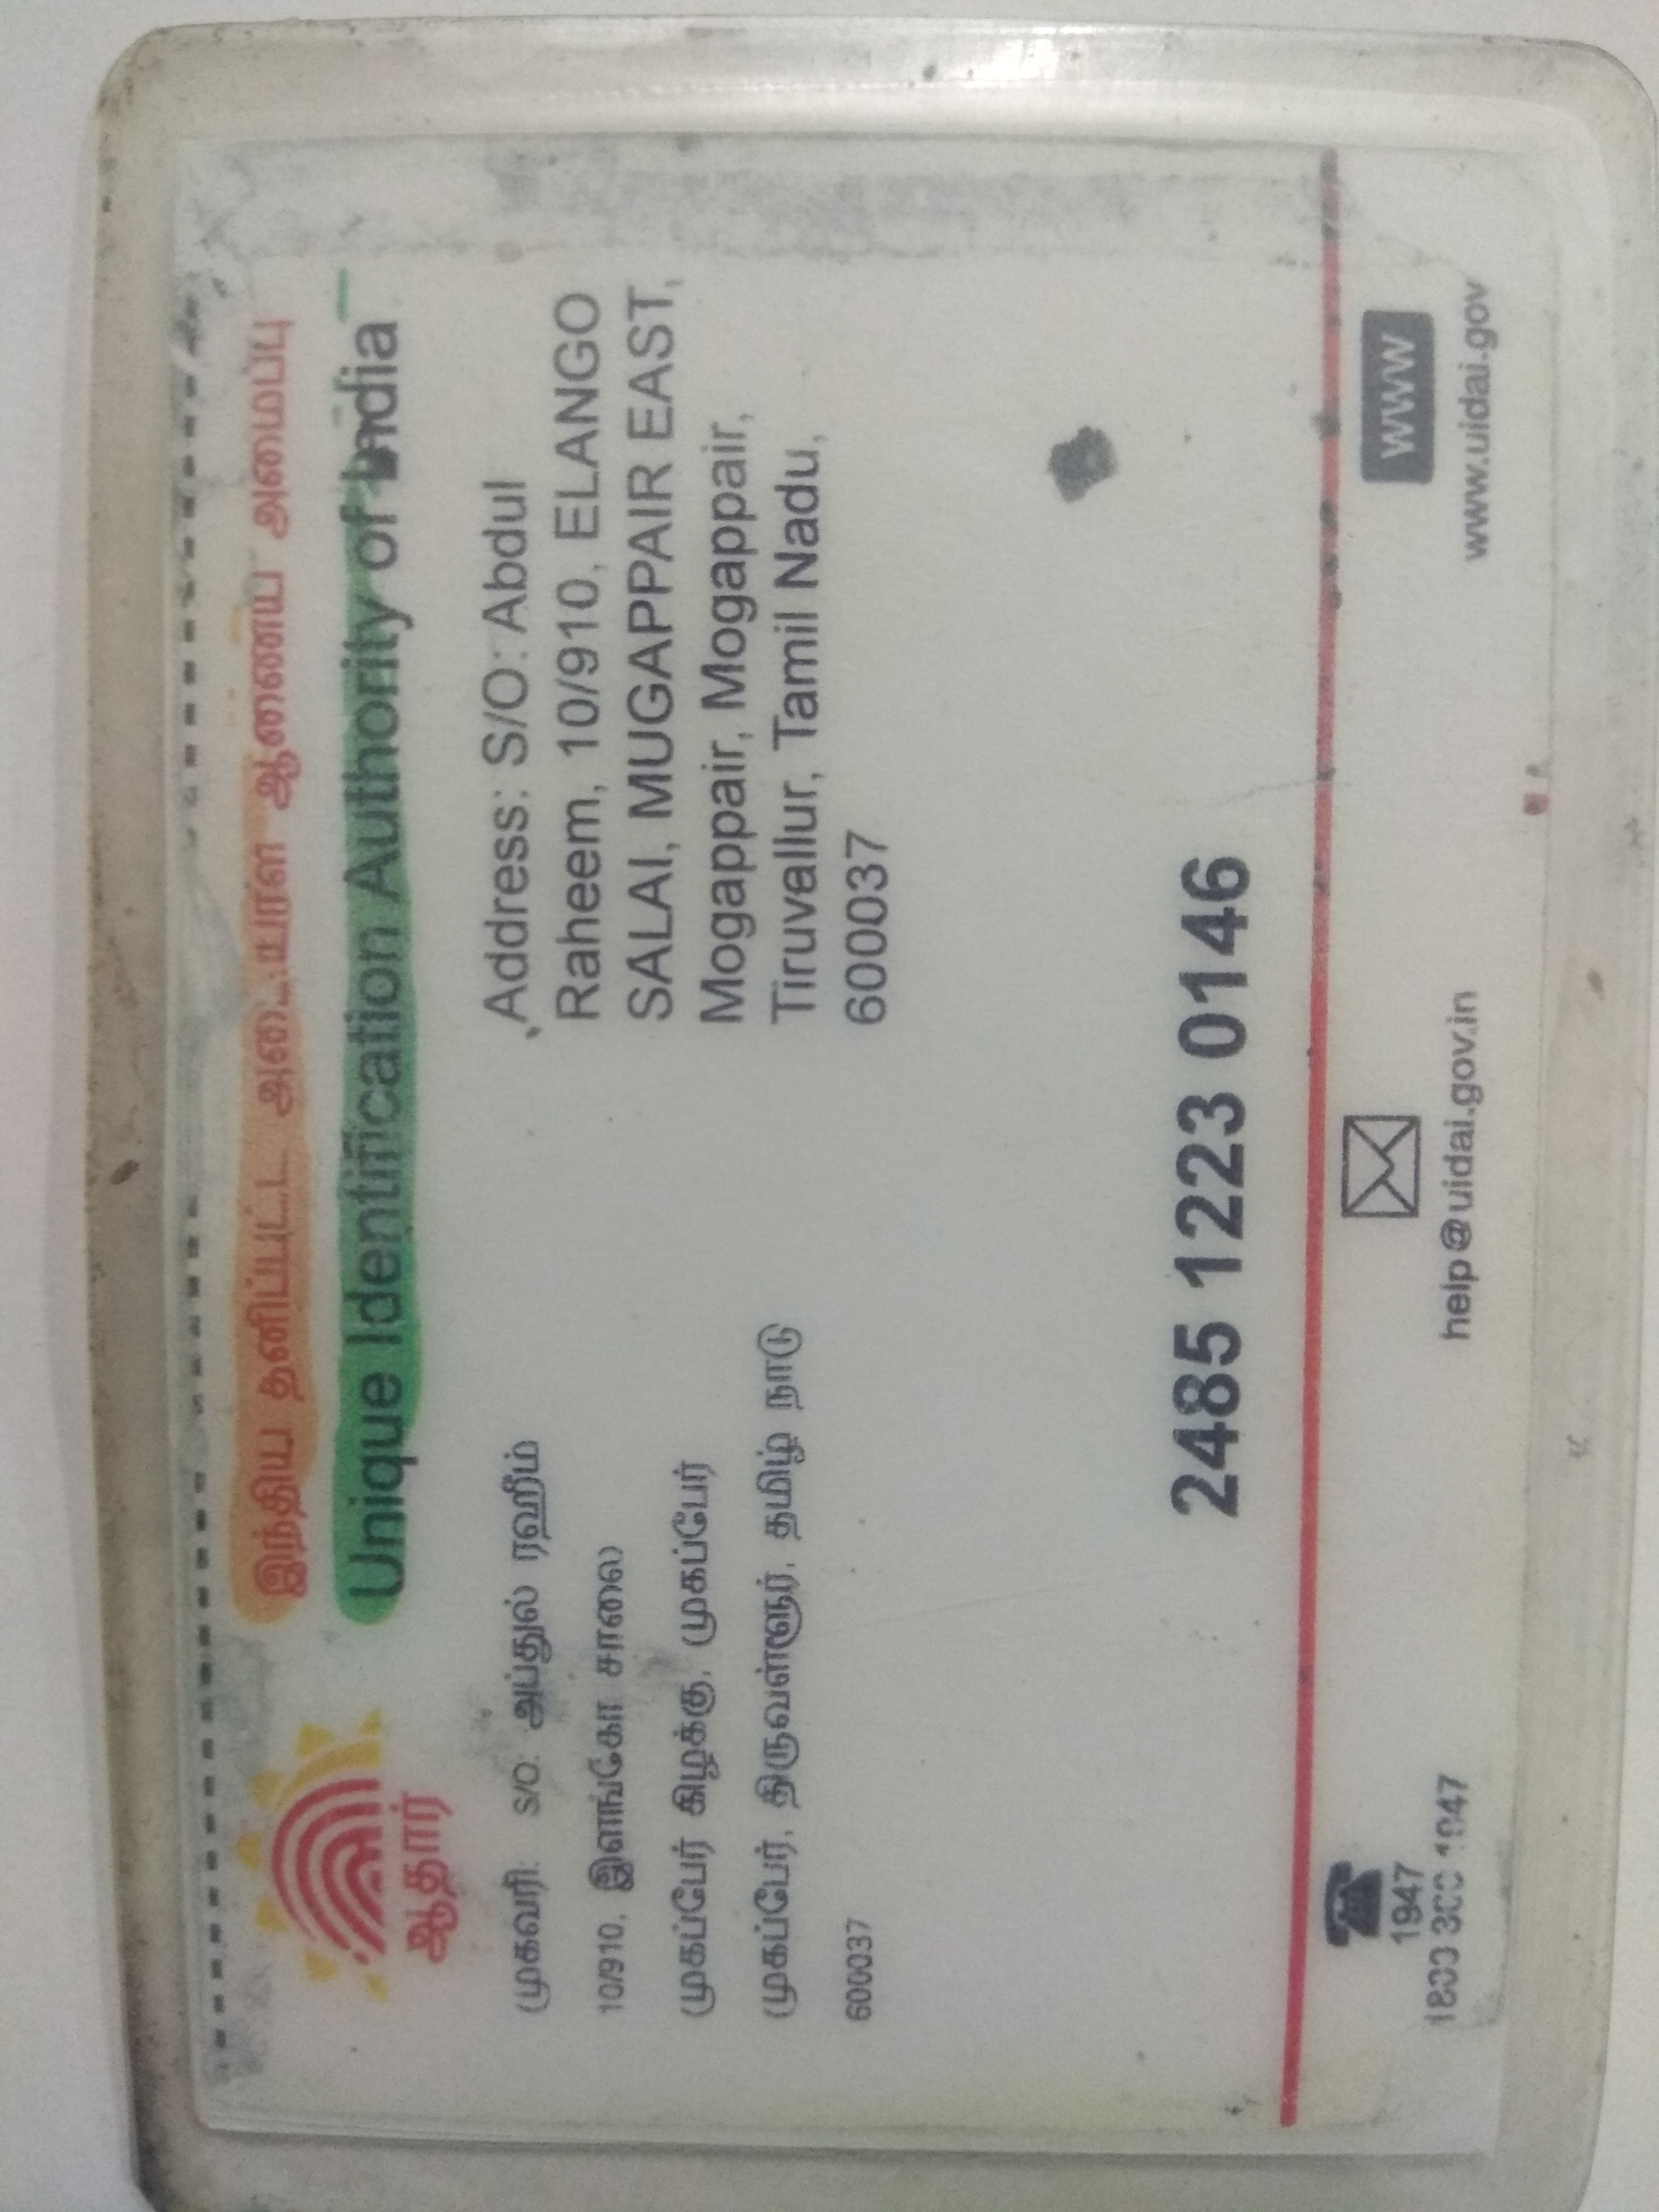 இந்திய தனிப்பட்ட அடையாள ஆணைய அமைப்பு
Unique Identification Authority of India
ஆதார்
முகவரி: S/O: அப்துல் ரஹீம்
10/910, இளங்கோ சாலை
முகப்பேர் கிழக்கு, முகப்பேர்
முகப்பேர், திருவள்ளூர், தமிழ் நாடு
600037
Address: S/O: Abdul
Raheem, 10/910, ELANGO
SALAI, MUGAPPAIR EAST,
Mogappair, Mogappair,
Tiruvallur, Tamil Nadu,
600037
2485 1223 0146
1947
1800 300 1947
help@uidai.gov.in
WWW
www.uidai.gov